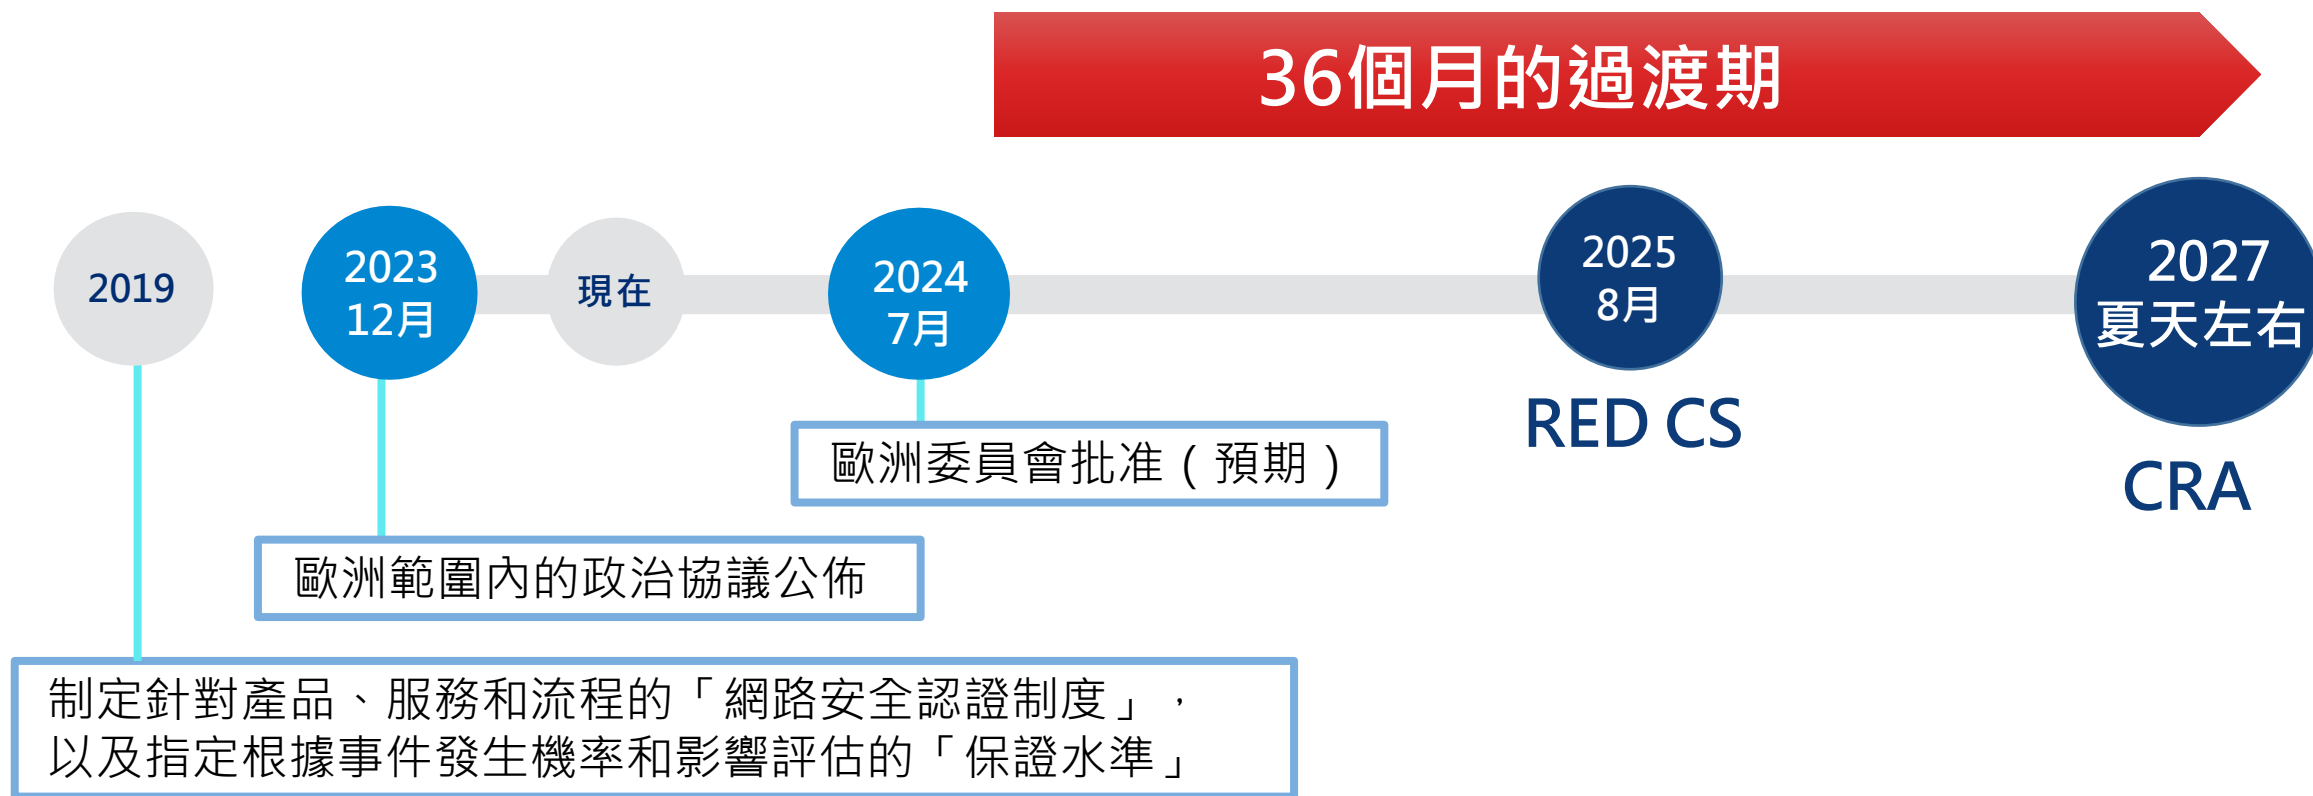 36個月的過渡期
2019
2023
12月
現在
2024
7月
2025
8月
2027
夏天左右
RED CS
CRA
歐洲委員會批准（預期）
歐洲範圍內的政治協議公佈
制定針對產品、服務和流程的「網路安全認證制度」，
以及指定根據事件發生機率和影響評估的「保證水準」